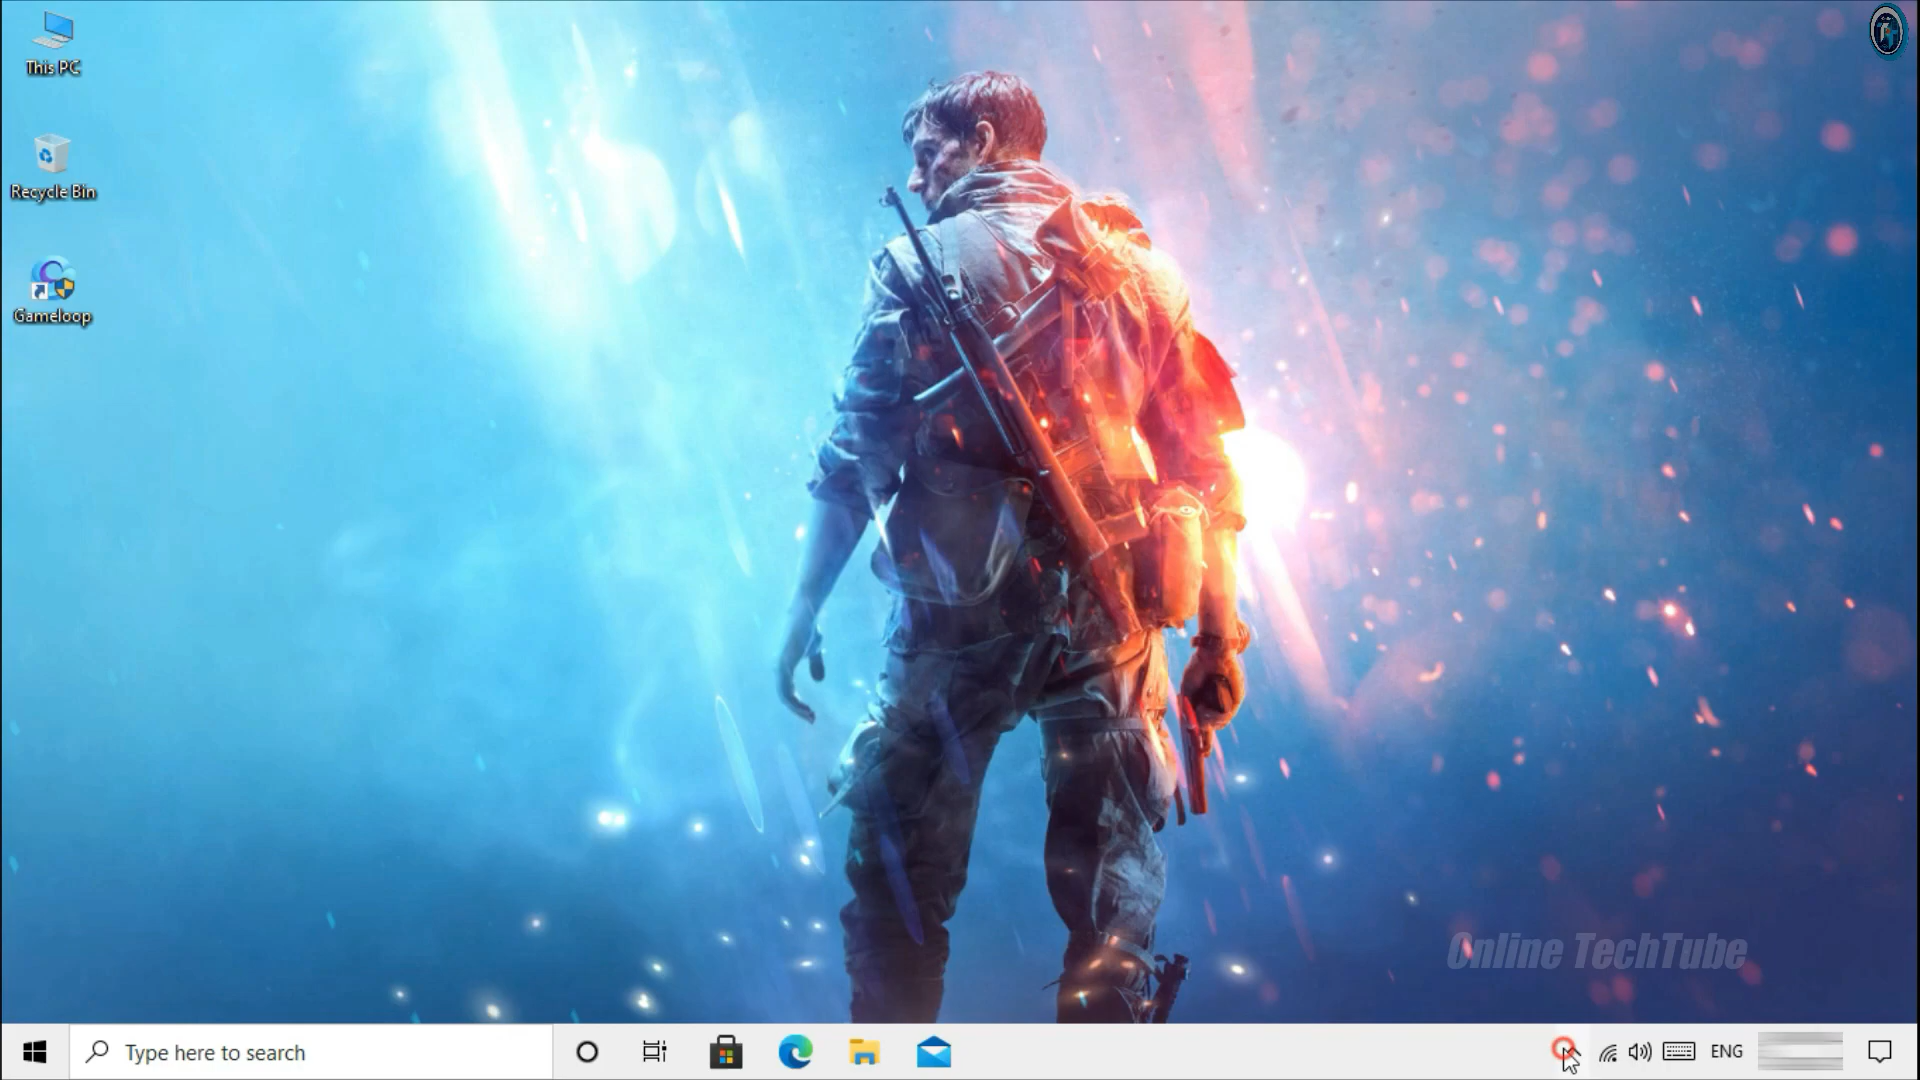 This PC
Recycle Bin
Gameloop
Online TechTube
Type here to search
ENG